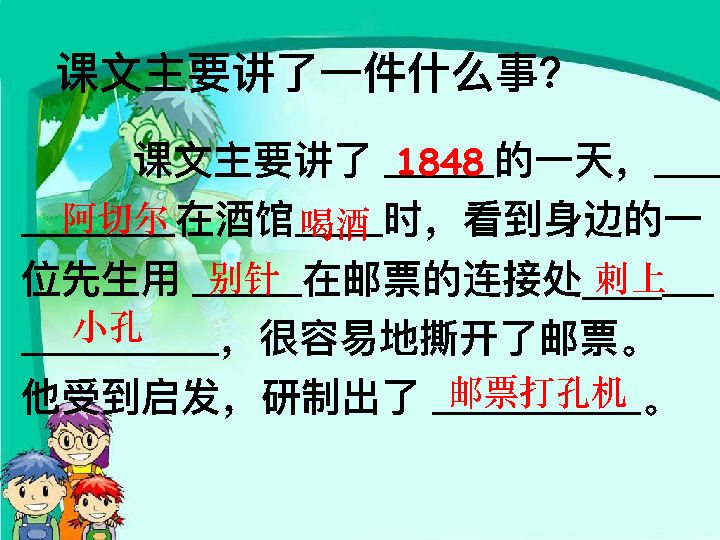 课文主要讲了一件什么事?
课文主要讲了 1848 的一天，
阿切尔在酒馆喝酒时，看到身边的一
位先生用 别针 在邮票的连接处刺上
小孔，很容易地撕开了邮票。
他受到启发，研制出了 邮票打孔机。